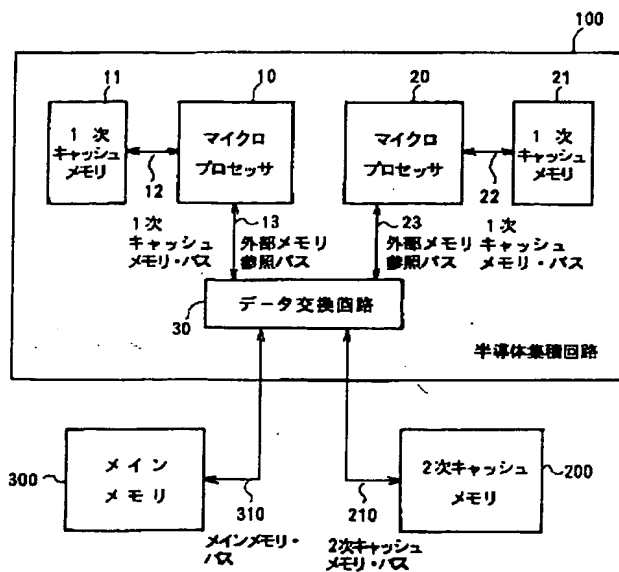 100
11
10
20
21
1次
キャッシュ
メモリ
マイクロ
プロセッサ
マイクロ
プロセッサ
1次
キャッシュ
メモリ
12
22
13
23
1次
キャッシュ
メモリ・バス
外部メモリ
参照バス
外部メモリ
参照バス
1次
キャッシュ
メモリ・バス
データ交換回路
30
半導体集積回路
300
メイン
メモリ
2次キャッシュ
メモリ
200
310
210
メインメモリ・
バス
2次キャッシュ
メモリ・バス